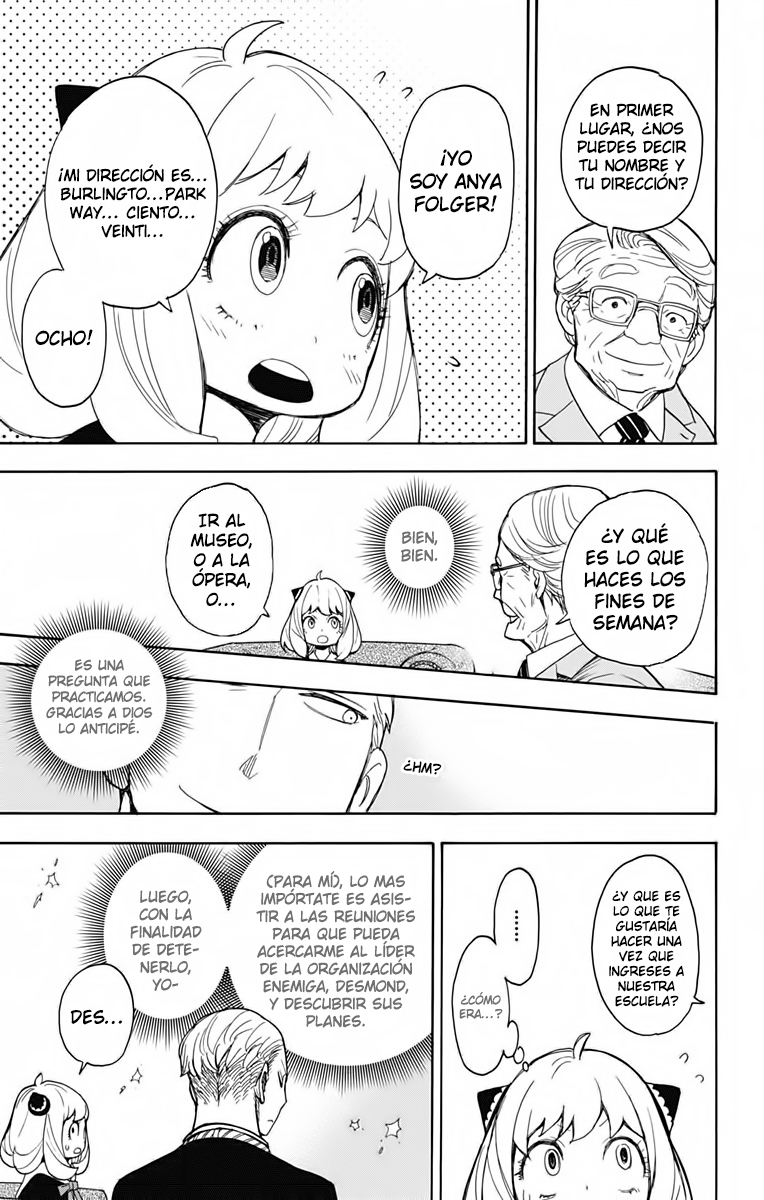 EN PRIMER
LUGAR, ¿NOS
PUEDES DECIR
TU NOMBRE Y
TU DIRECCIÓN?
¡YO
SOY ANYA
FOLGER!
¡MI DIRECCIÓN ES...
BURLINGTO...PARK
WAY... CIENTO...
VEINTI...
OCHO!
¿Y QUÉ
ES LO QUE
HACES LOS
FINES DE
SEMANA?
BIEN,
BIEN.
IR AL
MUSEO,
O A LA
ÓPERA,
O...
ES UNA
PREGUNTA QUE
PRACTICAMOS.
GRACIAS A DIOS
LO ANTICIPÉ.
¿HM?
¿Y QUE ES
LO QUE TE
GUSTARÍA
HACER UNA
VEZ QUE
INGRESES A
NUESTRA
ESCUELA?
........
¿CÓMO
ERA...?
(PARA MÍ), LO MAS
IMPÓRTATE ES ASIS-
TIR A LAS REUNIONES
PARA QUE PUEDA
ACERCARME AL LÍDER
DE LA ORGANIZACIÓN
ENEMIGA, DESMOND,
Y DESCUBRIR SUS
PLANES.
LUEGO,
CON LA
FINALIDAD
DE DETE-
NERLO,
YO-
DES...